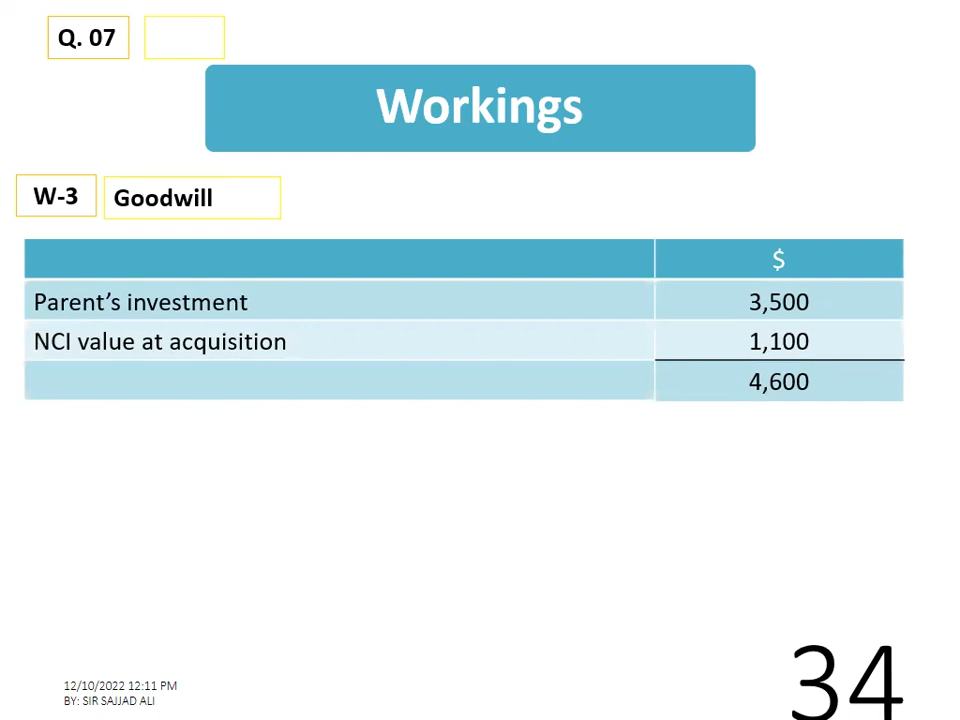 Q. 07
Workings
W-3 Goodwill
$
Parent’s investment 3,500
NCI value at acquisition 1,100
4,600
12/10/2022 12:11 PM
BY: SIR SAJJAD ALI
34